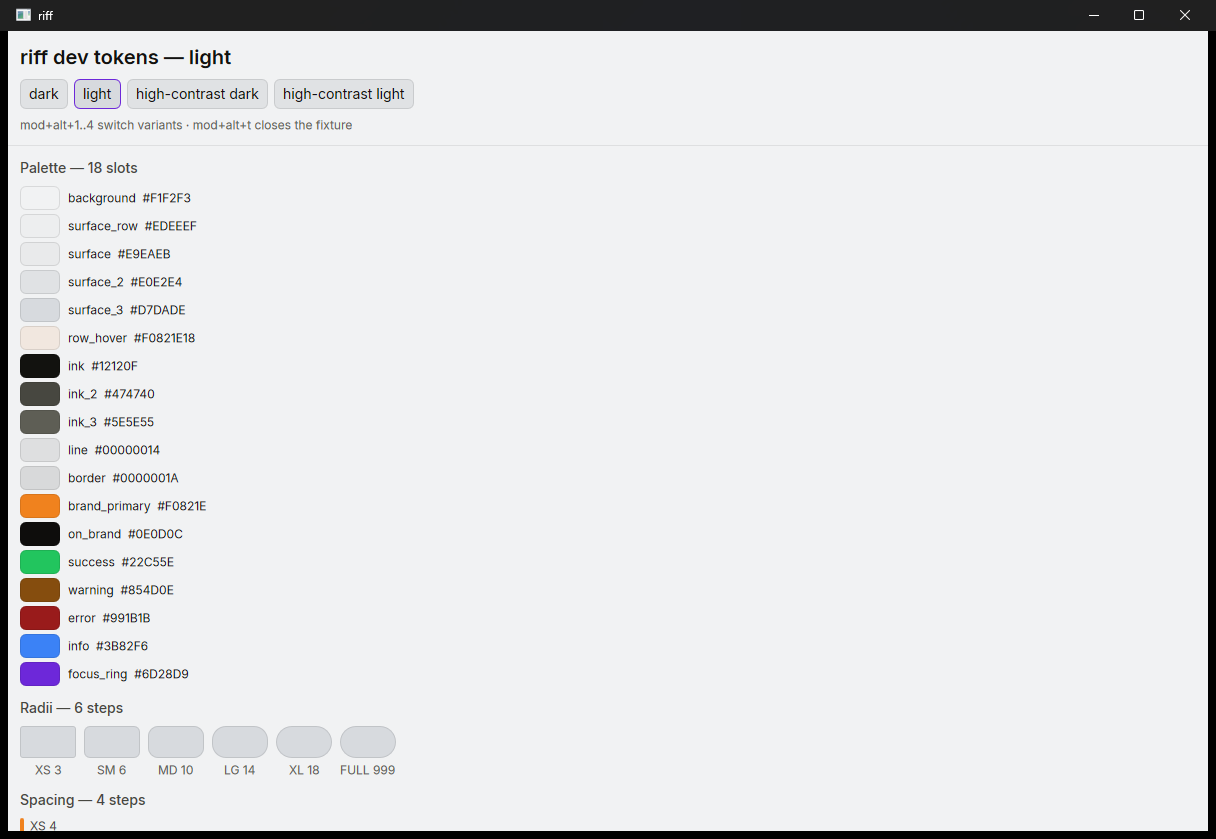 riff
riff dev tokens — light
dark light high-contrast dark high-contrast light
mod+alt+1..4 switch variants · mod+alt+t closes the fixture
Palette — 18 slots
background #F1F2F3
surface_row #EDEEEF
surface #E9EAEB
surface_2 #E0E2E4
surface_3 #D7DADE
row_hover #F0821E18
ink #12120F
ink_2 #474740
ink_3 #5E5E55
line #00000014
border #0000001A
brand_primary #F0821E
on_brand #0E0D0C
success #22C55E
warning #854D0E
error #991B1B
info #3B82F6
focus_ring #6D28D9
Radii — 6 steps
XS 3 SM 6 MD 10 LG 14 XL 18 FULL 999
Spacing — 4 steps
XS 4